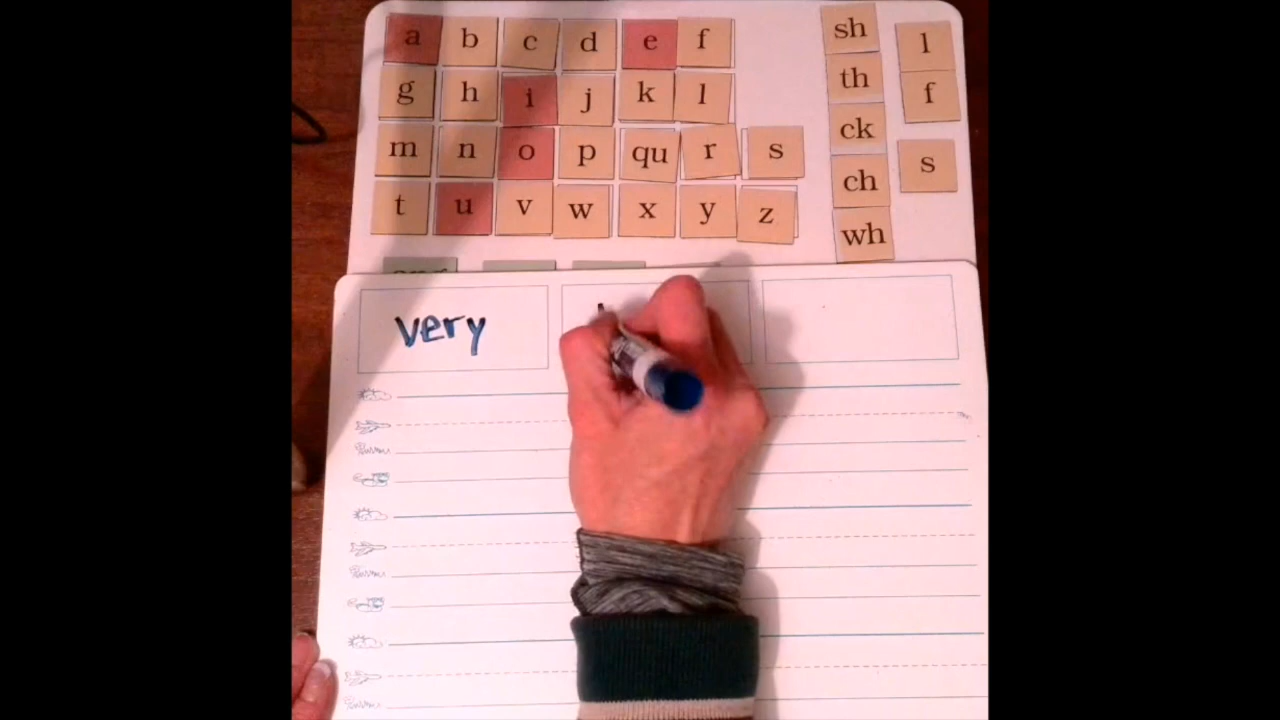 a b c d e f sh l
g h i j k l th f
m n o p qu r s ck s
t u v w x y z ch
wh
very